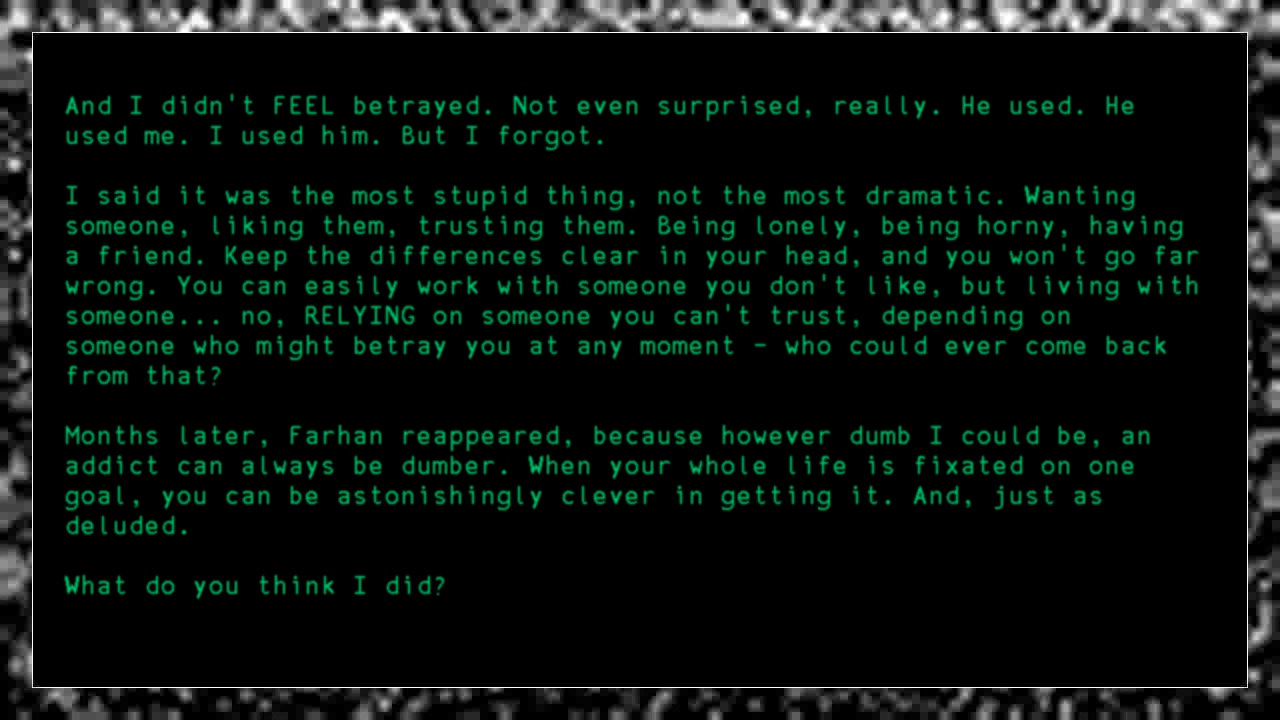 And I didn't FEEL betrayed. Not even surprised, really. He used. He
used me. I used him. But I forgot.
I said it was the most stupid thing, not the most dramatic. Wanting
someone, liking them, trusting them. Being lonely, being horny, having
a friend. Keep the differences clear in your head, and you won't go far
wrong. You can easily work with someone you don't like, but living with
someone... no, RELYING on someone you can't trust, depending on
someone who might betray you at any moment - who could ever come back
from that?
Months later, Farhan reappeared, because however dumb I could be, an
addict can always be dumber. When your whole life is fixated on one
goal, you can be astonishingly clever in getting it. And, just as
deluded.
What do you think I did?